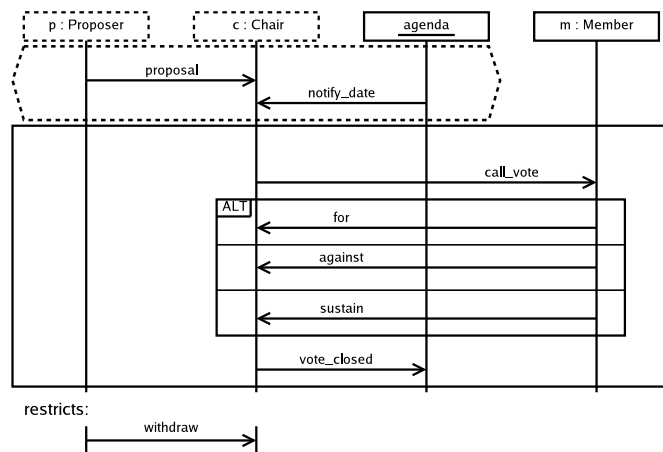 p : Proposer c : Chair agenda m : Member
proposal
notify_date
call_vote
ALT
for
against
sustain
vote_closed
restricts:
withdraw